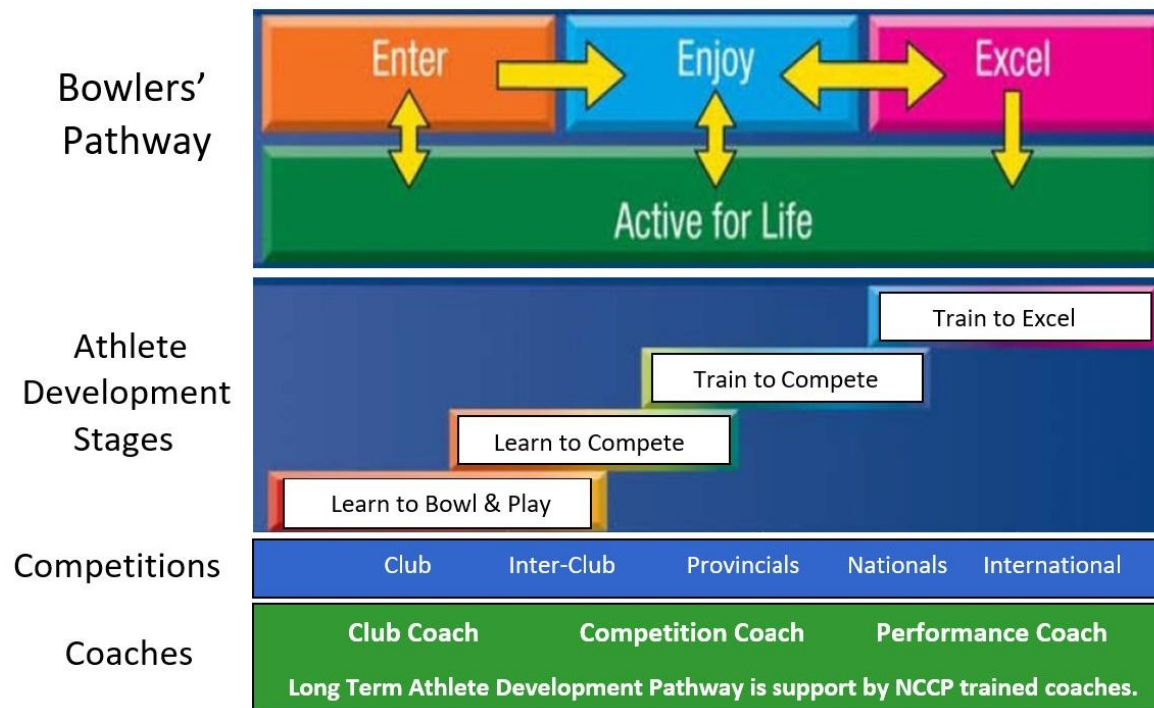 Bowlers'
Pathway
Enter
Enjoy
Excel
Active for Life
Athlete
Development
Stages
Train to Excel
Train to Compete
Learn to Compete
Learn to Bowl & Play
Competitions
Club
Inter-Club
Provincials
Nationals
International
Coaches
Club Coach
Competition Coach
Performance Coach
Long Term Athlete Development Pathway is support by NCCP trained coaches.